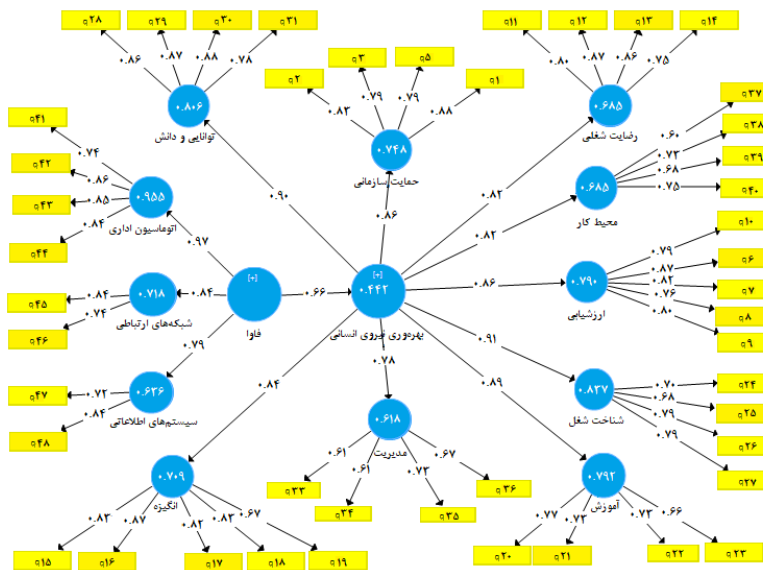 q۲۸
q۲۹
q۳۰
q۳۱
۰.۸۶
۰.۸۷
۰.۸۸
۰.۷۸
۰.۸۰۶
توانایی و دانش
q۲
q۳
q۵
q۱
۰.۸۳
۰.۷۹
۰.۷۹
۰.۸۸
۰.۷۴۸
حمایت سازمانی
q۱۱
q۱۲
q۱۳
q۱۴
۰.۸۰
۰.۸۷
۰.۸۶
۰.۷۵
۰.۶۸۵
رضایت شغلی
q۳۷
q۳۸
q۳۹
q۴۰
۰.۶۰
۰.۷۳
۰.۶۸
۰.۷۵
۰.۶۸۵
محیط کار
q۴۱
q۴۲
q۴۳
q۴۴
۰.۷۴
۰.۸۶
۰.۸۵
۰.۸۴
۰.۹۵۵
اتوماسیون اداری
۰.۹۰
۰.۸۶
۰.۸۲
۰.۸۲
۰.۹۷
q۱۰
q۶
q۷
q۸
q۹
۰.۷۹
۰.۸۷
۰.۸۲
۰.۷۶
۰.۸۰
۰.۷۹۰
ارزشیابی
q۴۵
q۴۶
۰.۸۴
۰.۷۴
۰.۷۱۸
شبکه‌های ارتباطی
۰.۸۴
[+]
فاوا
۰.۶۶
[+]
۰.۴۴۲
بهره‌وری نیروی انسانی
۰.۸۶
۰.۷۹
۰.۸۴
۰.۷۸
۰.۹۱
۰.۸۹
q۴۷
q۴۸
۰.۷۲
۰.۸۴
۰.۶۳۶
سیستم‌های اطلاعاتی
q۲۴
q۲۵
q۲۶
q۲۷
۰.۷۰
۰.۶۸
۰.۷۹
۰.۷۹
۰.۸۳۷
شناخت شغل
۰.۶۱۸
مدیریت
۰.۶۱
۰.۶۱
۰.۷۳
۰.۶۷
q۳۳
q۳۴
q۳۵
q۳۶
۰.۷۰۹
انگیزه
۰.۸۳
۰.۸۷
۰.۸۲
۰.۸۳
۰.۶۷
q۱۵
q۱۶
q۱۷
q۱۸
q۱۹
۰.۷۹۲
آموزش
۰.۷۷
۰.۷۳
۰.۷۳
۰.۶۶
q۲۰
q۲۱
q۲۲
q۲۳